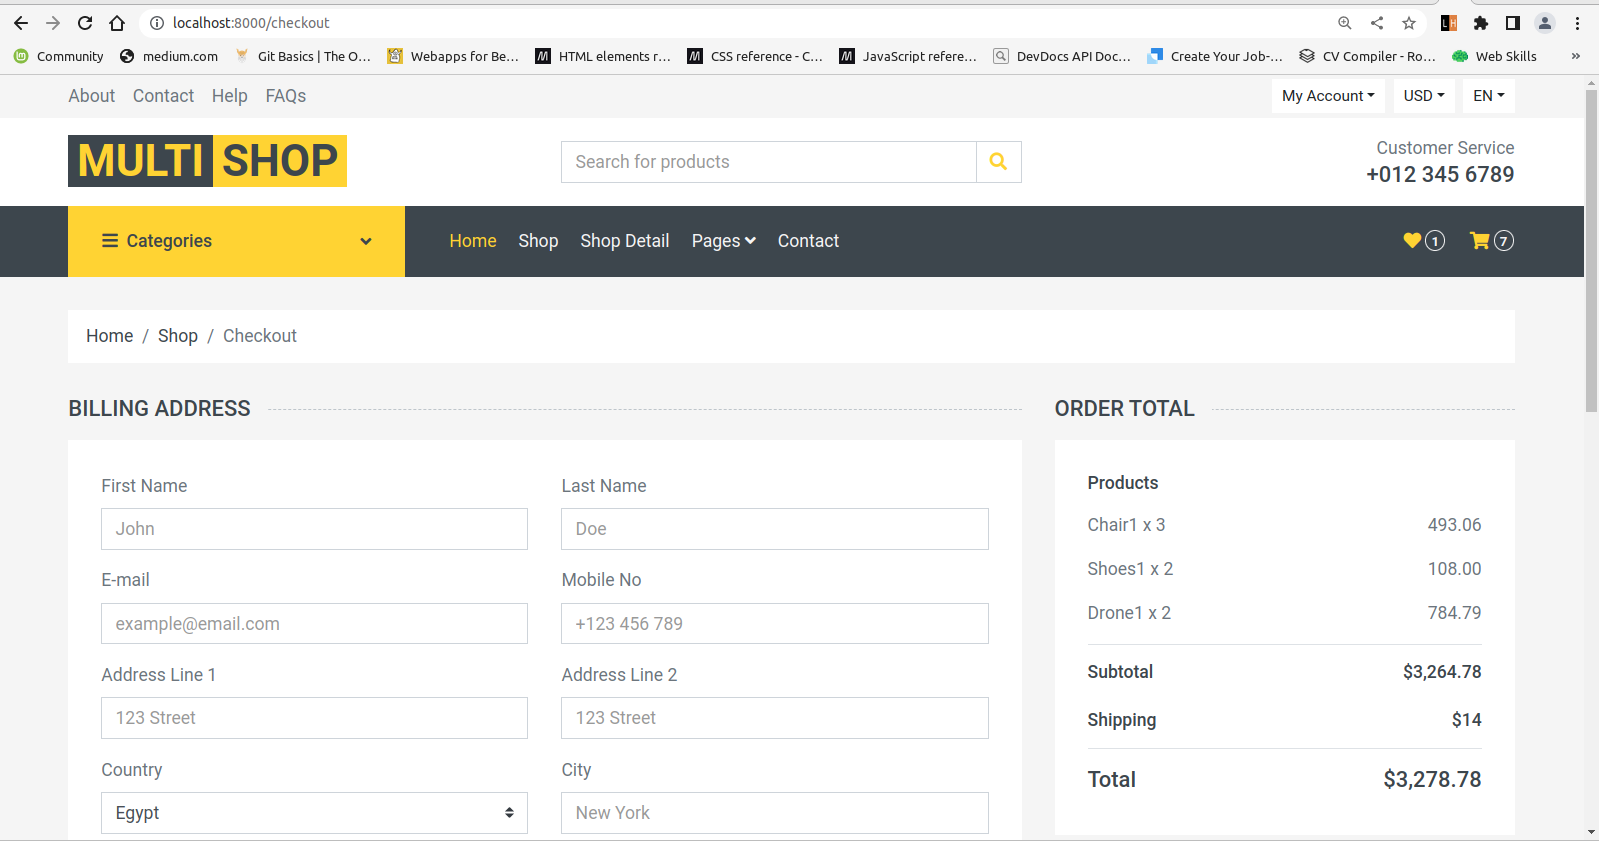 localhost:8000/checkout
Community medium.com Git Basics | The O... Webapps for Be... HTML elements r... CSS reference - C... JavaScript refere... DevDocs API Doc... Create Your Job-... CV Compiler - Ro... Web Skills »
About Contact Help FAQs My Account USD EN
MULTI SHOP
Search for products
Customer Service
+012 345 6789
Categories
Home Shop Shop Detail Pages Contact 1 7
Home / Shop / Checkout
BILLING ADDRESS
First Name Last Name
John Doe
E-mail Mobile No
example@email.com +123 456 789
Address Line 1 Address Line 2
123 Street 123 Street
Country City
Egypt New York
ORDER TOTAL
Products
Chair1 x 3 493.06
Shoes1 x 2 108.00
Drone1 x 2 784.79
Subtotal $3,264.78
Shipping $14
Total $3,278.78